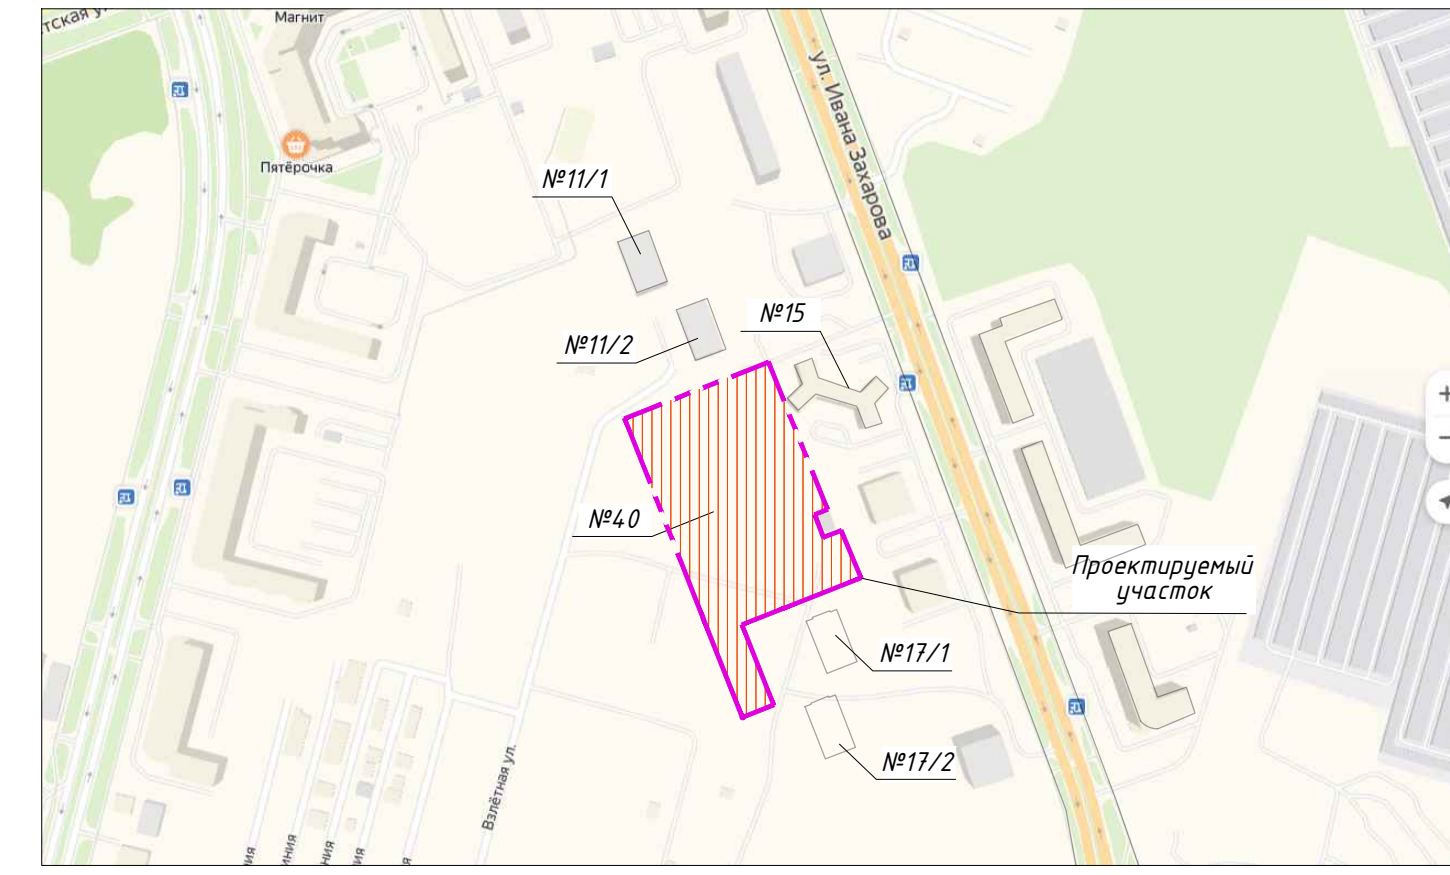 Магнит
Пятёрочка
ул. Ивана Захарова
№11/1
№15
№11/2
№40
Проектируемый
участок
№17/1
№17/2
Взлётная ул.